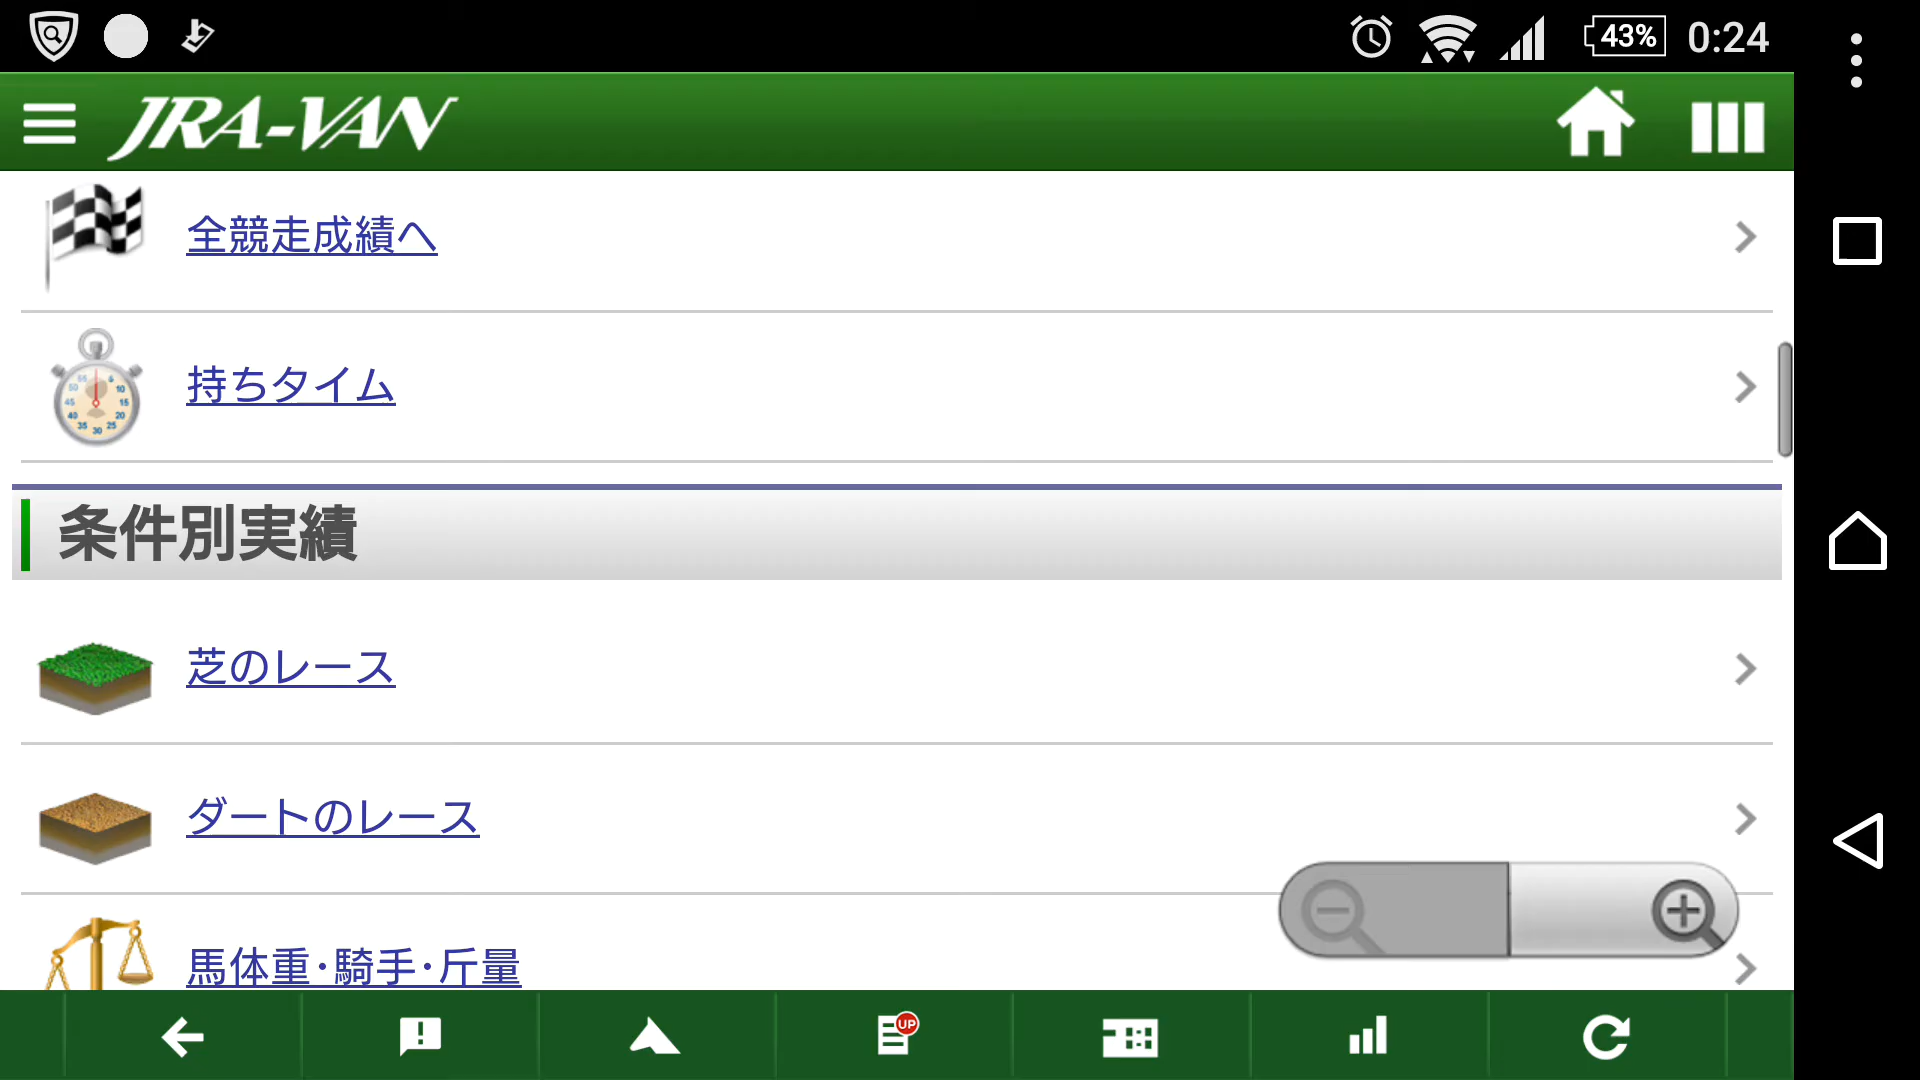 43% 0:24
JRA-VAN
全競走成績へ
持ちタイム
条件別実績
芝のレース
ダートのレース
馬体重･騎手･斤量
UP